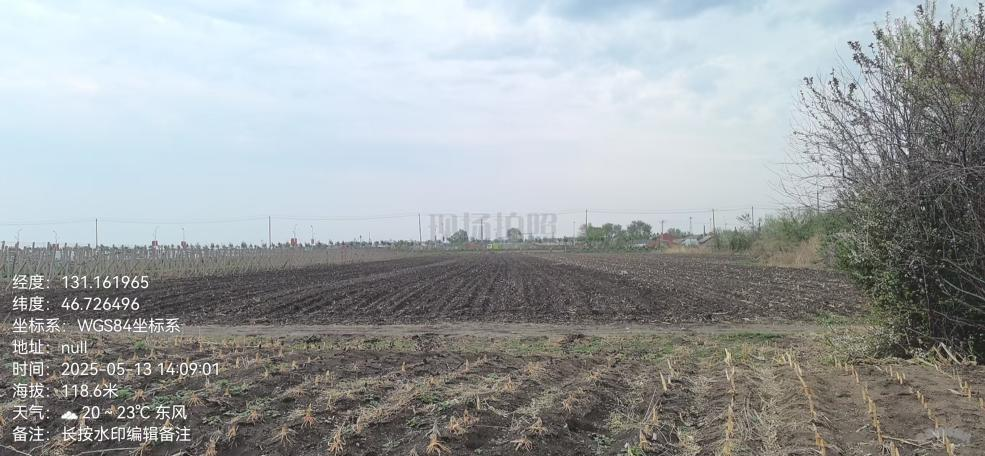 现场拍照
经度：131.161965
纬度：46.726496
坐标系：WGS84坐标系
地址：null
时间：2025-05-13 14:09:01
海拔：118.6米
天气：☁20～23℃ 东风
备注：长按水印编辑备注